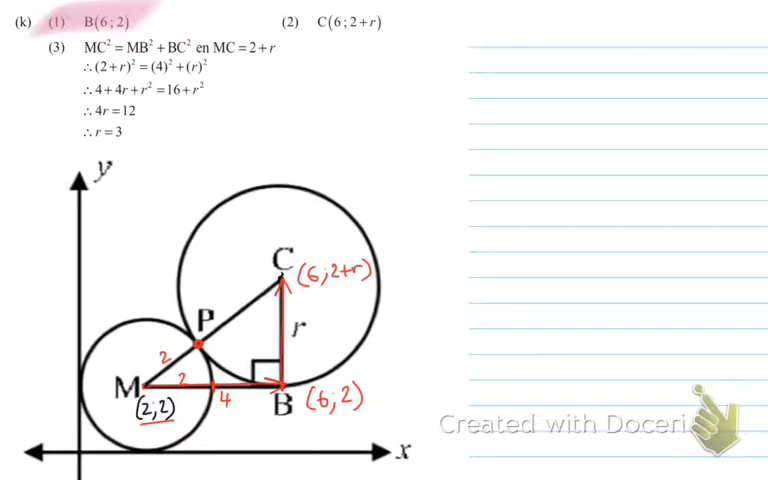 (k) (1) B(6 ; 2) (2) C(6 ; 2 + r)
(3) MC² = MB² + BC² en MC = 2 + r
∴ (2 + r)² = (4)² + (r)²
∴ 4 + 4r + r² = 16 + r²
∴ 4r = 12
∴ r = 3
y
C (6 ; 2+r)
P
r
2
2
M
4
B (6 ; 2)
(2 ; 2)
x
Created with Doceri